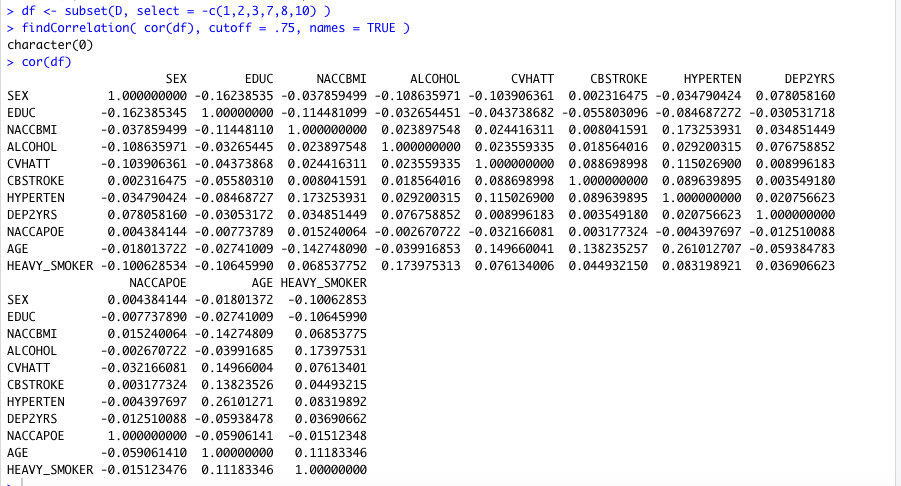 > df <- subset(D, select = -c(1,2,3,7,8,10) )
> findCorrelation( cor(df), cutoff = .75, names = TRUE )
character(0)
> cor(df)
SEX EDUC NACCBMI ALCOHOL CVHATT CBSTROKE HYPERTEN DEP2YRS
SEX 1.000000000 -0.16238535 -0.037859499 -0.108635971 -0.103906361 0.002316475 -0.034790424 0.078058160
EDUC -0.162385345 1.00000000 -0.114481099 -0.032654451 -0.043738682 -0.055803096 -0.084687272 -0.030531718
NACCBMI -0.037859499 -0.11448110 1.000000000 0.023897548 0.024416311 0.008041591 0.173253931 0.034851449
ALCOHOL -0.108635971 -0.03265445 0.023897548 1.000000000 0.023559335 0.018564016 0.029200315 0.076758852
CVHATT -0.103906361 -0.04373868 0.024416311 0.023559335 1.000000000 0.088698998 0.115026900 0.008996183
CBSTROKE 0.002316475 -0.05580310 0.008041591 0.018564016 0.088698998 1.000000000 0.089639895 0.003549180
HYPERTEN -0.034790424 -0.08468727 0.173253931 0.029200315 0.115026900 0.089639895 1.000000000 0.020756623
DEP2YRS 0.078058160 -0.03053172 0.034851449 0.076758852 0.008996183 0.003549180 0.020756623 1.000000000
NACCAPOE 0.004384144 -0.00773789 0.015240064 -0.002670722 -0.032166081 0.003177324 -0.004397697 -0.012510088
AGE -0.018013722 -0.02741009 -0.142748090 -0.039916853 0.149660041 0.138235257 0.261012707 -0.059384783
HEAVY_SMOKER -0.100628534 -0.10645990 0.068537752 0.173975313 0.076134006 0.044932150 0.083198921 0.036906623
NACCAPOE AGE HEAVY_SMOKER
SEX 0.004384144 -0.01801372 -0.10062853
EDUC -0.007737890 -0.02741009 -0.10645990
NACCBMI 0.015240064 -0.14274809 0.06853775
ALCOHOL -0.002670722 -0.03991685 0.17397531
CVHATT -0.032166081 0.14966004 0.07613401
CBSTROKE 0.003177324 0.13823526 0.04493215
HYPERTEN -0.004397697 0.26101271 0.08319892
DEP2YRS -0.012510088 -0.05938478 0.03690662
NACCAPOE 1.000000000 -0.05906141 -0.01512348
AGE -0.059061410 1.00000000 0.11183346
HEAVY_SMOKER -0.015123476 0.11183346 1.00000000
>